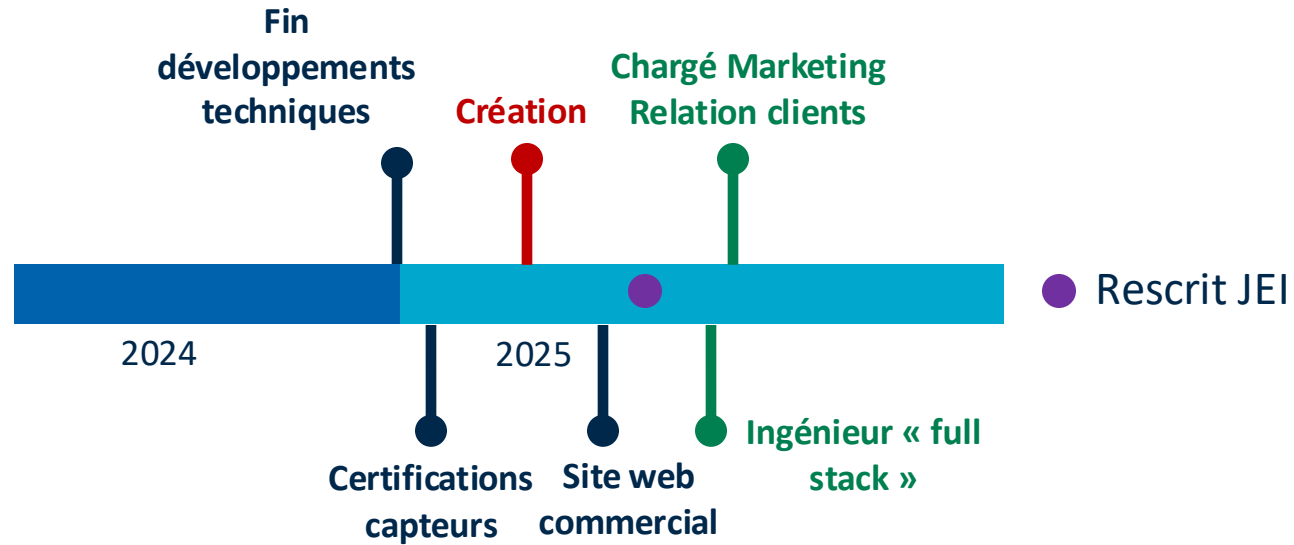 Fin
développements
techniques
Création
Chargé Marketing
Relation clients
Rescrit JEI
2024
2025
Certifications
capteurs
Site web
commercial
Ingénieur « full
stack »